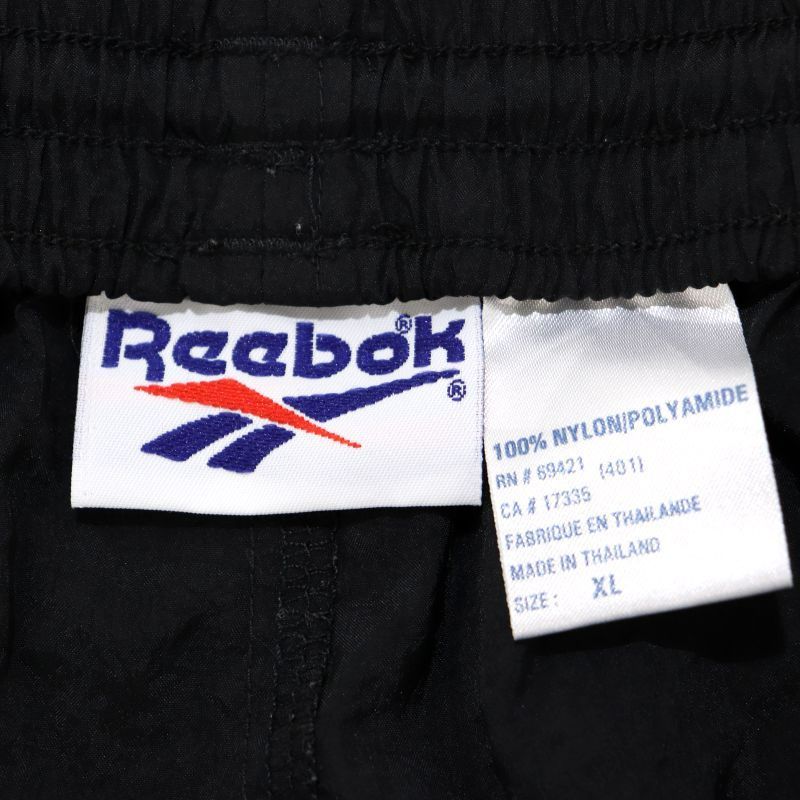 Reebok®
®
100% NYLON/POLYAMIDE
RN # 69421 (401)
CA # 17335
FABRIQUE EN THAILANDE
MADE IN THAILAND
SIZE: XL